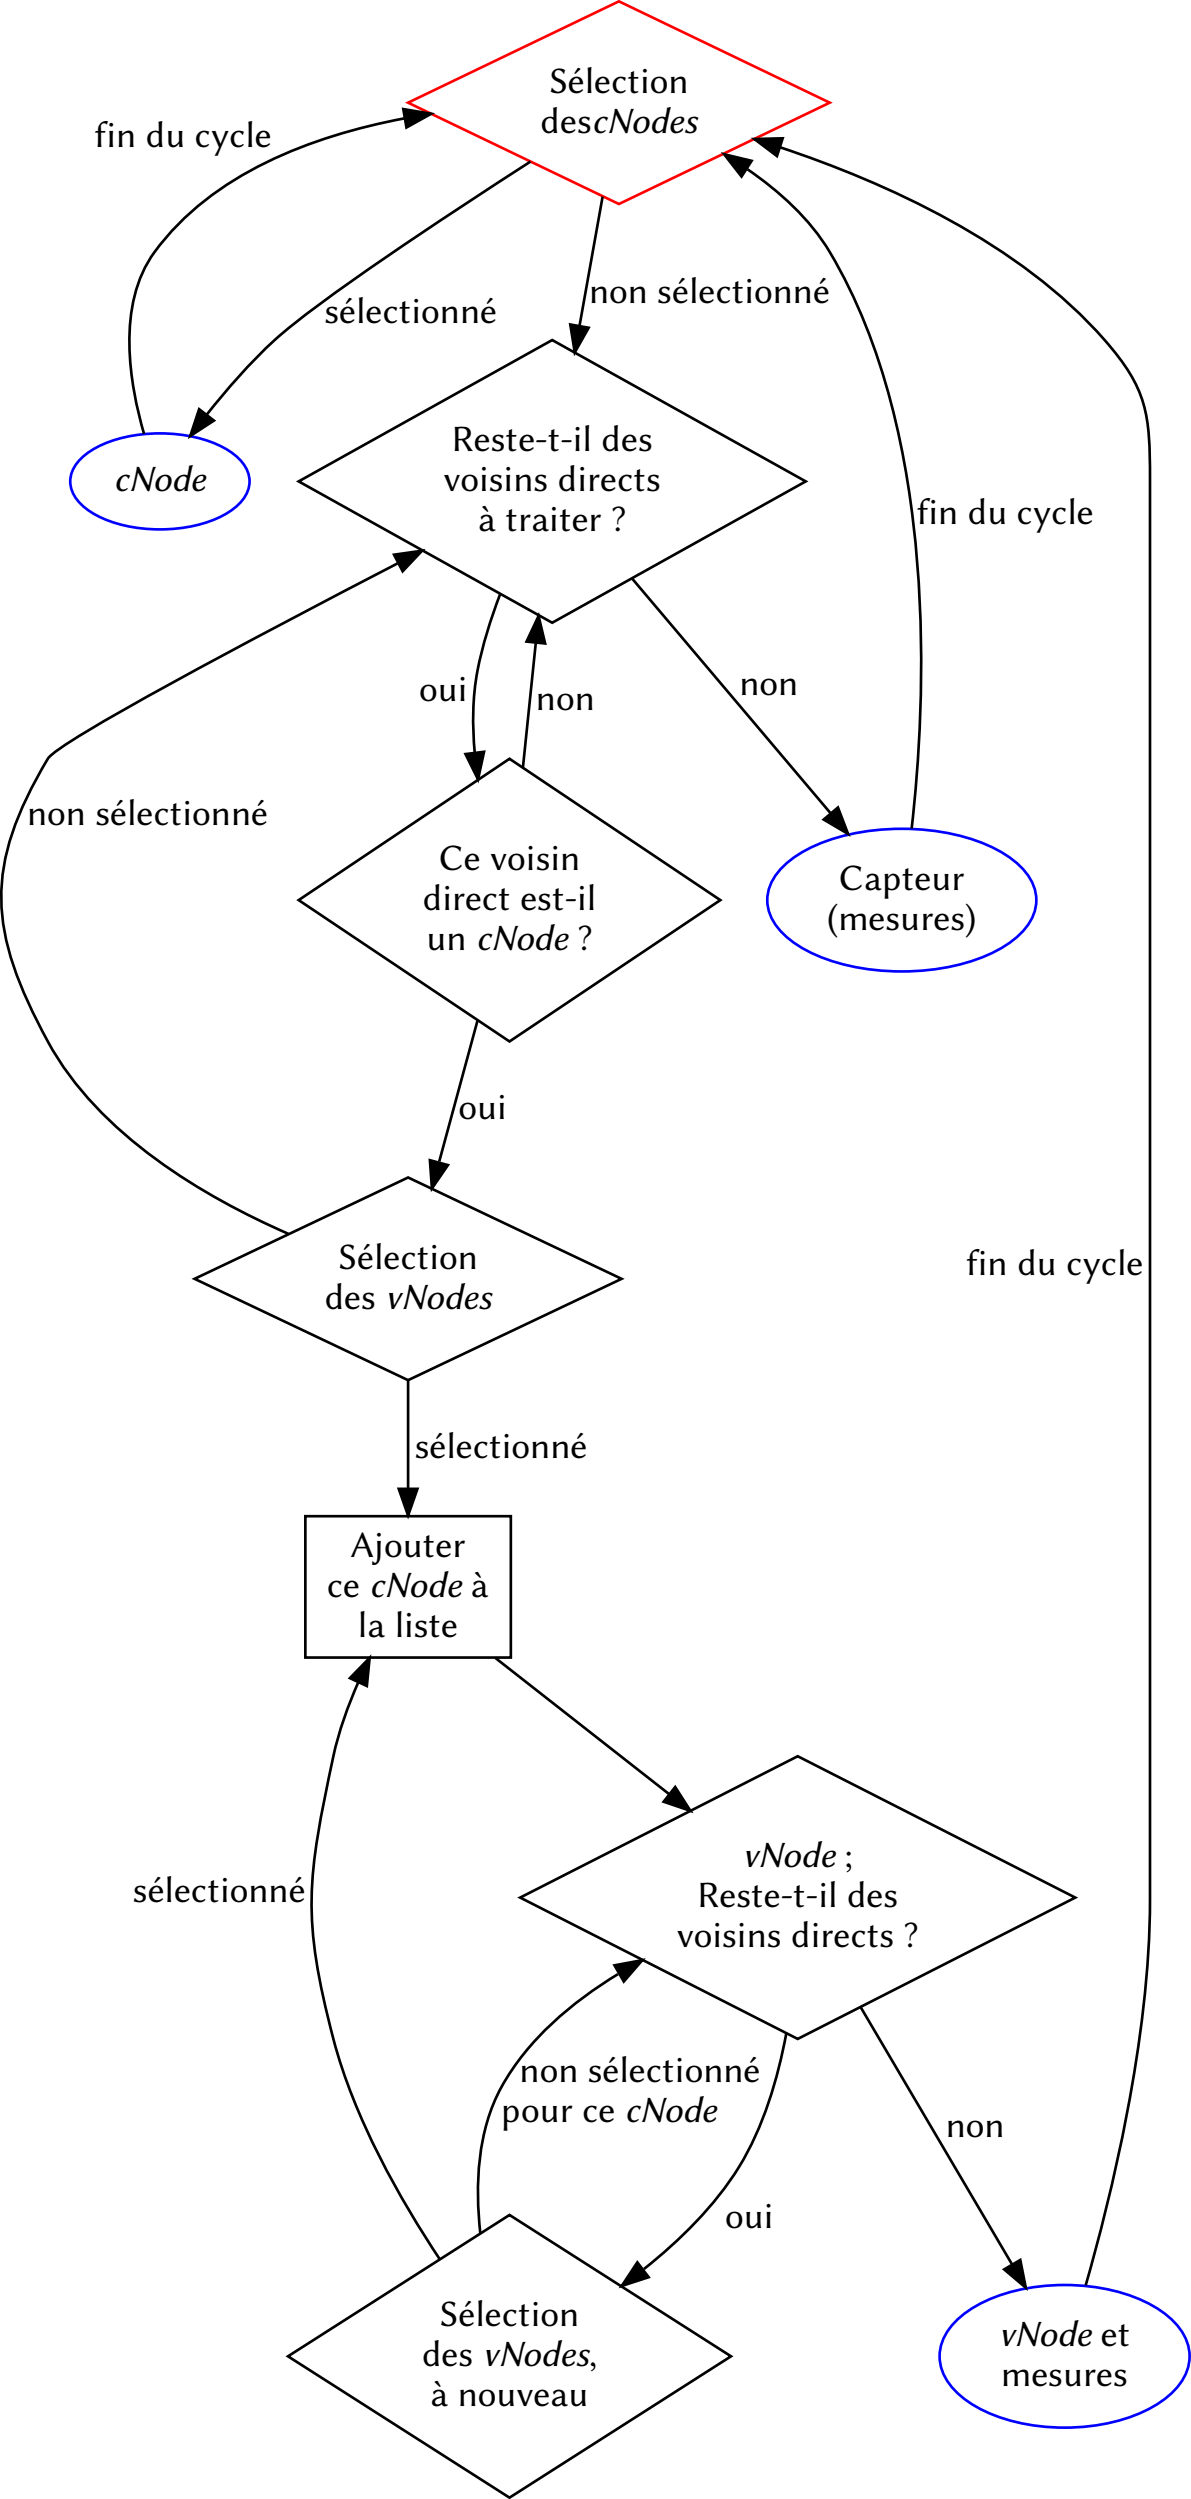 Sélection
descNodes
fin du cycle
non sélectionné
sélectionné
Reste-t-il des
voisins directs
à traiter ?
cNode
fin du cycle
oui
non
non
non sélectionné
Ce voisin
direct est-il
un cNode ?
Capteur
(mesures)
oui
Sélection
des vNodes
fin du cycle
sélectionné
Ajouter
ce cNode à
la liste
vNode ;
Reste-t-il des
voisins directs ?
sélectionné
non sélectionné
pour ce cNode
non
oui
Sélection
des vNodes,
à nouveau
vNode et
mesures